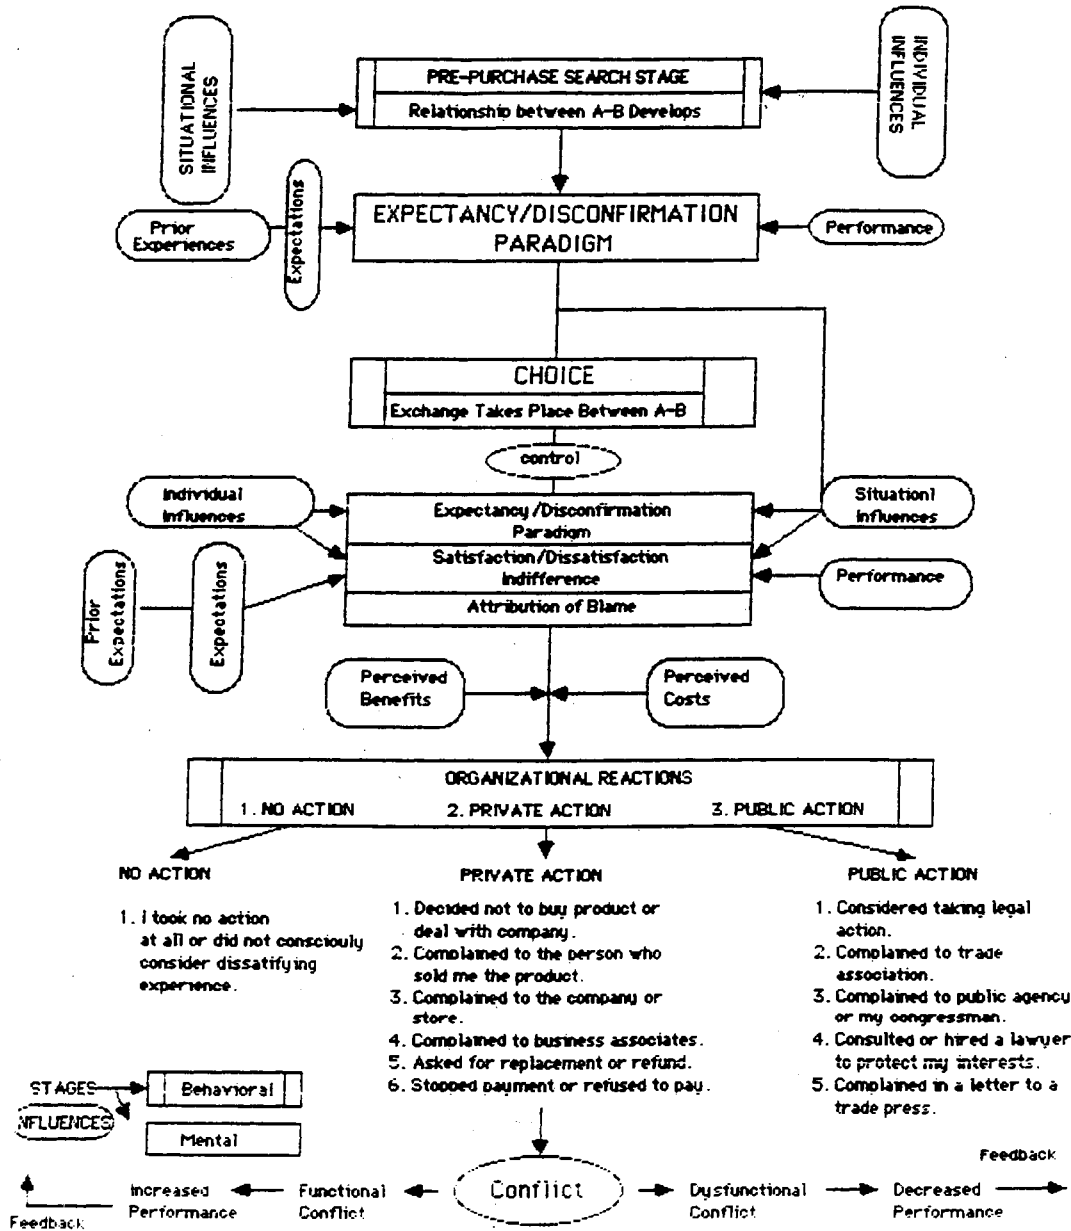 SITUATIONAL
INFLUENCES
PRE-PURCHASE SEARCH STAGE
Relationship between A-B Develops
INDIVIDUAL
INFLUENCES
Prior
Experiences
Expectations
EXPECTANCY/DISCONFIRMATION
PARADIGM
Performance
CHOICE
Exchange Takes Place Between A-B
control
Individual
Influences
Expectancy/Disconfirmation
Paradigm
Situationl
Influences
Satisfaction/Dissatisfaction
Indifference
Performance
Attribution of Blame
Prior
Expectations
Expectations
Perceived
Benefits
Perceived
Costs
ORGANIZATIONAL REACTIONS
1. NO ACTION 2. PRIVATE ACTION 3. PUBLIC ACTION
NO ACTION
1. I took no action
at all or did not consciouly
consider dissatifying
experience.
PRIVATE ACTION
1. Decided not to buy product or
deal with company.
2. Complained to the person who
sold me the product.
3. Complained to the company or
store.
4. Complained to business associates.
5. Asked for replacement or refund.
6. Stopped payment or refused to pay.
PUBLIC ACTION
1. Considered taking legal
action.
2. Complained to trade
association.
3. Complained to public agency
or my congressman.
4. Consulted or hired a lawyer
to protect my interests.
5. Complained in a letter to a
trade press.
STAGES
INFLUENCES
Behavioral
Mental
Feedback
Increased
Performance
Functional
Conflict
Conflict
Dysfunctional
Conflict
Decreased
Performance
Feedback